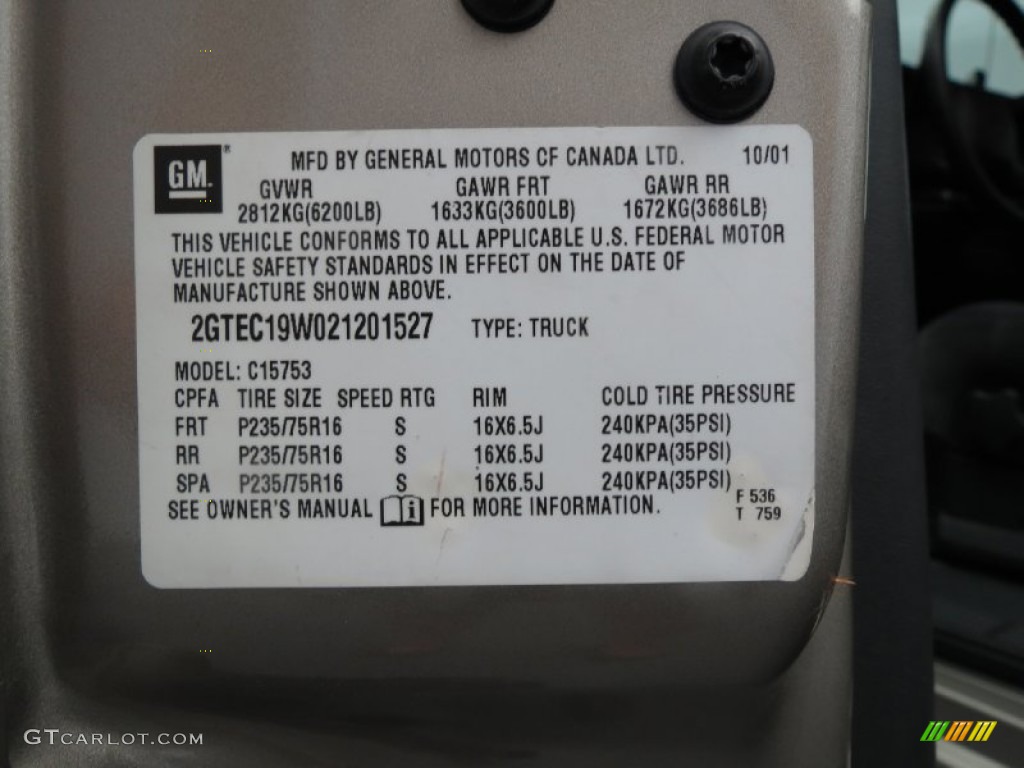 GM ®
MFD BY GENERAL MOTORS OF CANADA LTD. 10/01
GVWR GAWR FRT GAWR RR
2812KG(6200LB) 1633KG(3600LB) 1672KG(3686LB)
THIS VEHICLE CONFORMS TO ALL APPLICABLE U.S. FEDERAL MOTOR
VEHICLE SAFETY STANDARDS IN EFFECT ON THE DATE OF
MANUFACTURE SHOWN ABOVE.
2GTEC19W021201527 TYPE: TRUCK
MODEL: C15753
CPFA TIRE SIZE SPEED RTG RIM COLD TIRE PRESSURE
FRT P235/75R16 S 16X6.5J 240KPA(35PSI)
RR P235/75R16 S 16X6.5J 240KPA(35PSI)
SPA P235/75R16 S 16X6.5J 240KPA(35PSI)
SEE OWNER'S MANUAL i FOR MORE INFORMATION.
F 536
T 759
GTCARLOT.COM